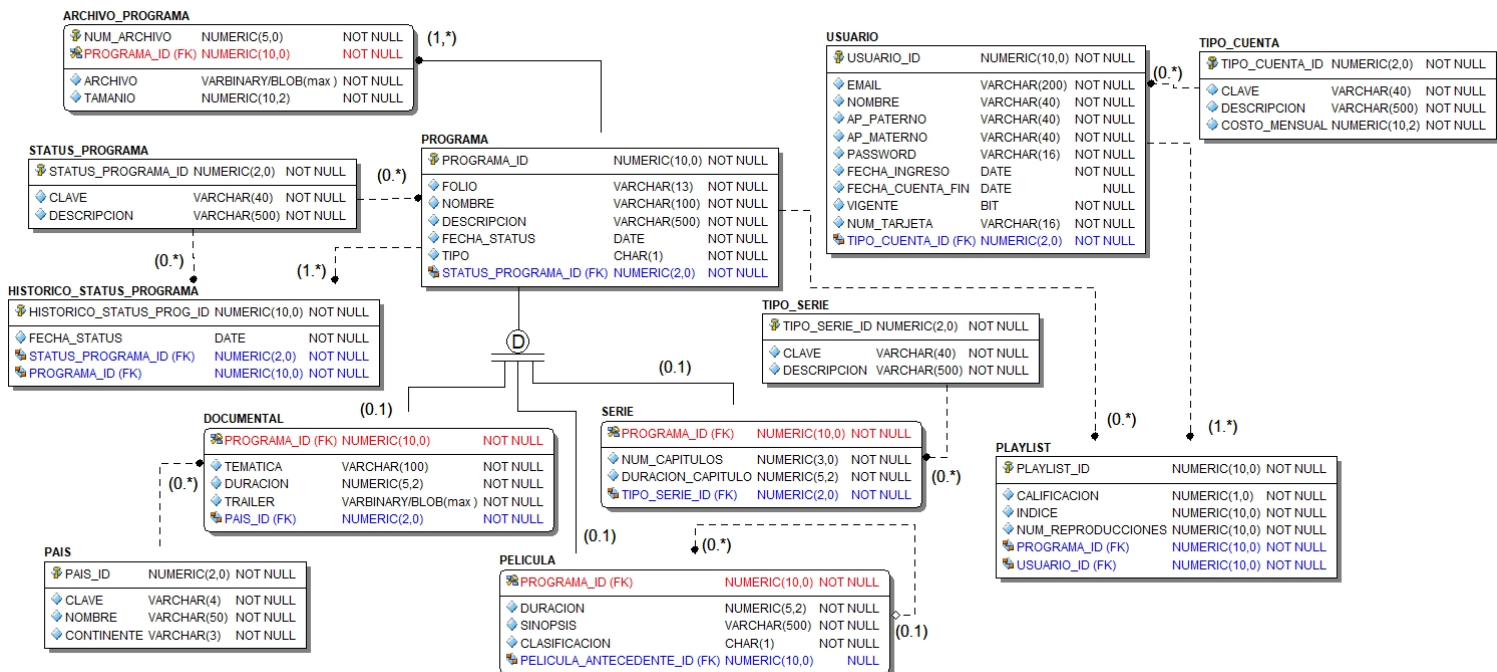 ARCHIVO_PROGRAMA
NUM_ARCHIVO NUMERIC(5,0) NOT NULL
PROGRAMA_ID (FK) NUMERIC(10,0) NOT NULL
ARCHIVO VARBINARY/BLOB(max ) NOT NULL
TAMANIO NUMERIC(10,2) NOT NULL
(1,*)
STATUS_PROGRAMA
STATUS_PROGRAMA_ID NUMERIC(2,0) NOT NULL
CLAVE VARCHAR(40) NOT NULL
DESCRIPCION VARCHAR(500) NOT NULL
(0.*)
(0.*)
PROGRAMA
PROGRAMA_ID NUMERIC(10,0) NOT NULL
FOLIO VARCHAR(13) NOT NULL
NOMBRE VARCHAR(100) NOT NULL
DESCRIPCION VARCHAR(500) NOT NULL
FECHA_STATUS DATE NOT NULL
TIPO CHAR(1) NOT NULL
STATUS_PROGRAMA_ID (FK) NUMERIC(2,0) NOT NULL
(1.*)
HISTORICO_STATUS_PROGRAMA
HISTORICO_STATUS_PROG_ID NUMERIC(10,0) NOT NULL
FECHA_STATUS DATE NOT NULL
STATUS_PROGRAMA_ID (FK) NUMERIC(2,0) NOT NULL
PROGRAMA_ID (FK) NUMERIC(10,0) NOT NULL
USUARIO
USUARIO_ID NUMERIC(10,0) NOT NULL
EMAIL VARCHAR(200) NOT NULL
NOMBRE VARCHAR(40) NOT NULL
AP_PATERNO VARCHAR(40) NOT NULL
AP_MATERNO VARCHAR(40) NOT NULL
PASSWORD VARCHAR(16) NOT NULL
FECHA_INGRESO DATE NOT NULL
FECHA_CUENTA_FIN DATE NULL
VIGENTE BIT NOT NULL
NUM_TARJETA VARCHAR(16) NOT NULL
TIPO_CUENTA_ID (FK) NUMERIC(2,0) NOT NULL
(0.*)
TIPO_CUENTA
TIPO_CUENTA_ID NUMERIC(2,0) NOT NULL
CLAVE VARCHAR(40) NOT NULL
DESCRIPCION VARCHAR(500) NOT NULL
COSTO_MENSUAL NUMERIC(10,2) NOT NULL
TIPO_SERIE
TIPO_SERIE_ID NUMERIC(2,0) NOT NULL
CLAVE VARCHAR(40) NOT NULL
DESCRIPCION VARCHAR(500) NOT NULL
D
(0.1)
(0.1)
DOCUMENTAL
PROGRAMA_ID (FK) NUMERIC(10,0) NOT NULL
TEMATICA VARCHAR(100) NOT NULL
DURACION NUMERIC(5,2) NOT NULL
TRAILER VARBINARY/BLOB(max ) NOT NULL
PAIS_ID (FK) NUMERIC(2,0) NOT NULL
(0.*)
SERIE
PROGRAMA_ID (FK) NUMERIC(10,0) NOT NULL
NUM_CAPITULOS NUMERIC(3,0) NOT NULL
DURACION_CAPITULO NUMERIC(5,2) NOT NULL
TIPO_SERIE_ID (FK) NUMERIC(2,0) NOT NULL
(0.*)
(0.*)
(1.*)
PLAYLIST
PLAYLIST_ID NUMERIC(10,0) NOT NULL
CALIFICACION NUMERIC(1,0) NOT NULL
INDICE NUMERIC(10,0) NOT NULL
NUM_REPRODUCCIONES NUMERIC(10,0) NOT NULL
PROGRAMA_ID (FK) NUMERIC(10,0) NOT NULL
USUARIO_ID (FK) NUMERIC(10,0) NOT NULL
PAIS
PAIS_ID NUMERIC(2,0) NOT NULL
CLAVE VARCHAR(4) NOT NULL
NOMBRE VARCHAR(50) NOT NULL
CONTINENTE VARCHAR(3) NOT NULL
(0.1)
(0.*)
PELICULA
PROGRAMA_ID (FK) NUMERIC(10,0) NOT NULL
DURACION NUMERIC(5,2) NOT NULL
SINOPSIS VARCHAR(500) NOT NULL
CLASIFICACION CHAR(1) NOT NULL
PELICULA_ANTECEDENTE_ID (FK) NUMERIC(10,0) NULL
(0.1)